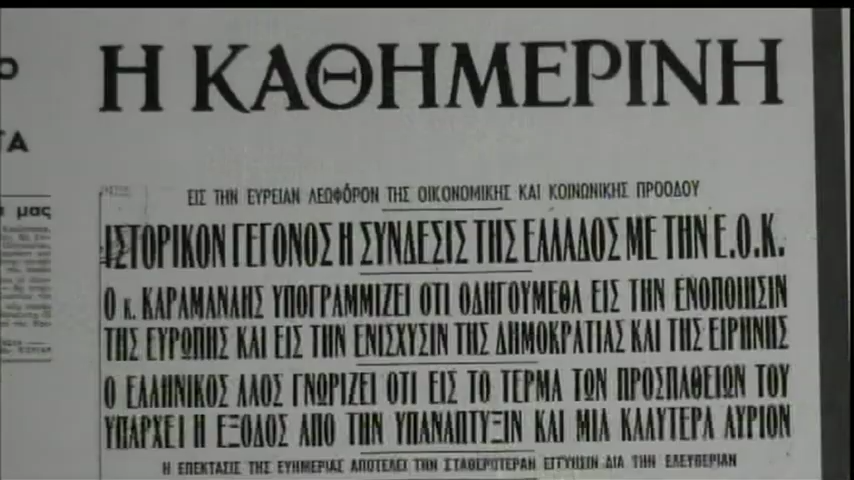 Η ΚΑΘΗΜΕΡΙΝΗ
ΕΙΣ ΤΗΝ ΕΥΡΕΙΑΝ ΛΕΩΦΟΡΟΝ ΤΗΣ ΟΙΚΟΝΟΜΙΚΗΣ ΚΑΙ ΚΟΙΝΩΝΙΚΗΣ ΠΡΟΟΔΟΥ
ΙΣΤΟΡΙΚΟΝ ΓΕΓΟΝΟΣ Η ΣΥΝΔΕΣΙΣ ΤΗΣ ΕΛΛΑΔΟΣ ΜΕ ΤΗΝ Ε.Ο.Κ.
Ο κ. ΚΑΡΑΜΑΝΛΗΣ ΥΠΟΓΡΑΜΜΙΖΕΙ ΟΤΙ ΟΔΗΓΟΥΜΕΘΑ ΕΙΣ ΤΗΝ ΕΝΟΠΟΙΗΣΙΝ
ΤΗΣ ΕΥΡΩΠΗΣ ΚΑΙ ΕΙΣ ΤΗΝ ΕΝΙΣΧΥΣΙΝ ΤΗΣ ΔΗΜΟΚΡΑΤΙΑΣ ΚΑΙ ΤΗΣ ΕΙΡΗΝΗΣ
Ο ΕΛΛΗΝΙΚΟΣ ΛΑΟΣ ΓΝΩΡΙΖΕΙ ΟΤΙ ΕΙΣ ΤΟ ΤΕΡΜΑ ΤΩΝ ΠΡΟΣΠΑΘΕΙΩΝ ΤΟΥ
ΥΠΑΡΧΕΙ Η ΕΞΟΔΟΣ ΑΠΟ ΤΗΝ ΥΠΑΝΑΠΤΥΞΙΝ ΚΑΙ ΜΙΑ ΚΑΛΥΤΕΡΑ ΑΥΡΙΟΝ
Η ΕΠΕΚΤΑΣΙΣ ΤΗΣ ΕΥΗΜΕΡΙΑΣ ΑΠΟΤΕΛΕΙ ΤΗΝ ΣΤΑΘΕΡΟΤΕΡΑΝ ΕΓΓΥΗΣΙΝ ΔΙΑ ΤΗΝ ΕΛΕΥΘΕΡΙΑΝ
μας